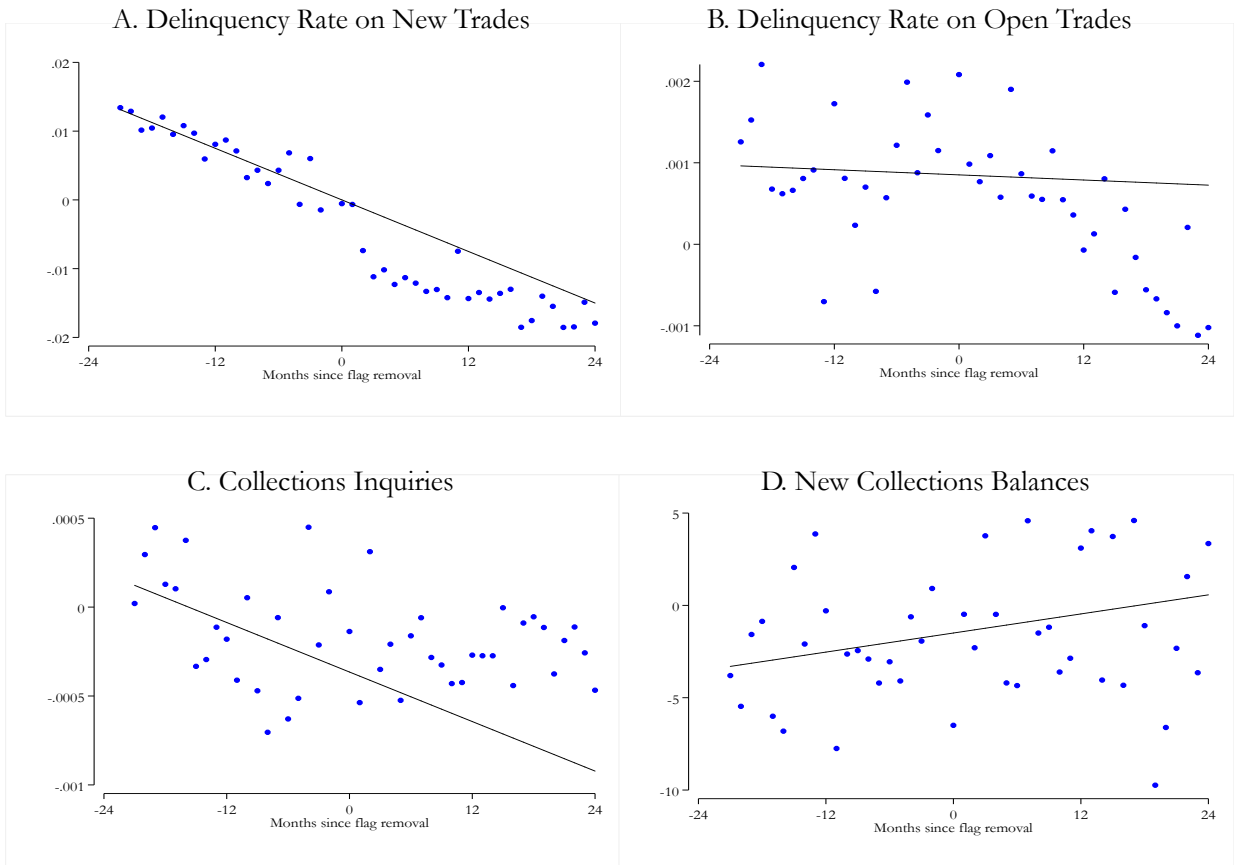 A. Delinquency Rate on New Trades
.02
.01
0
-.01
-.02
-24 -12 0 12 24
Months since flag removal
B. Delinquency Rate on Open Trades
.002
.001
0
-.001
-24 -12 0 12 24
Months since flag removal
C. Collections Inquiries
.0005
0
-.0005
-.001
-24 -12 0 12 24
Months since flag removal
D. New Collections Balances
5
0
-5
-10
-24 -12 0 12 24
Months since flag removal